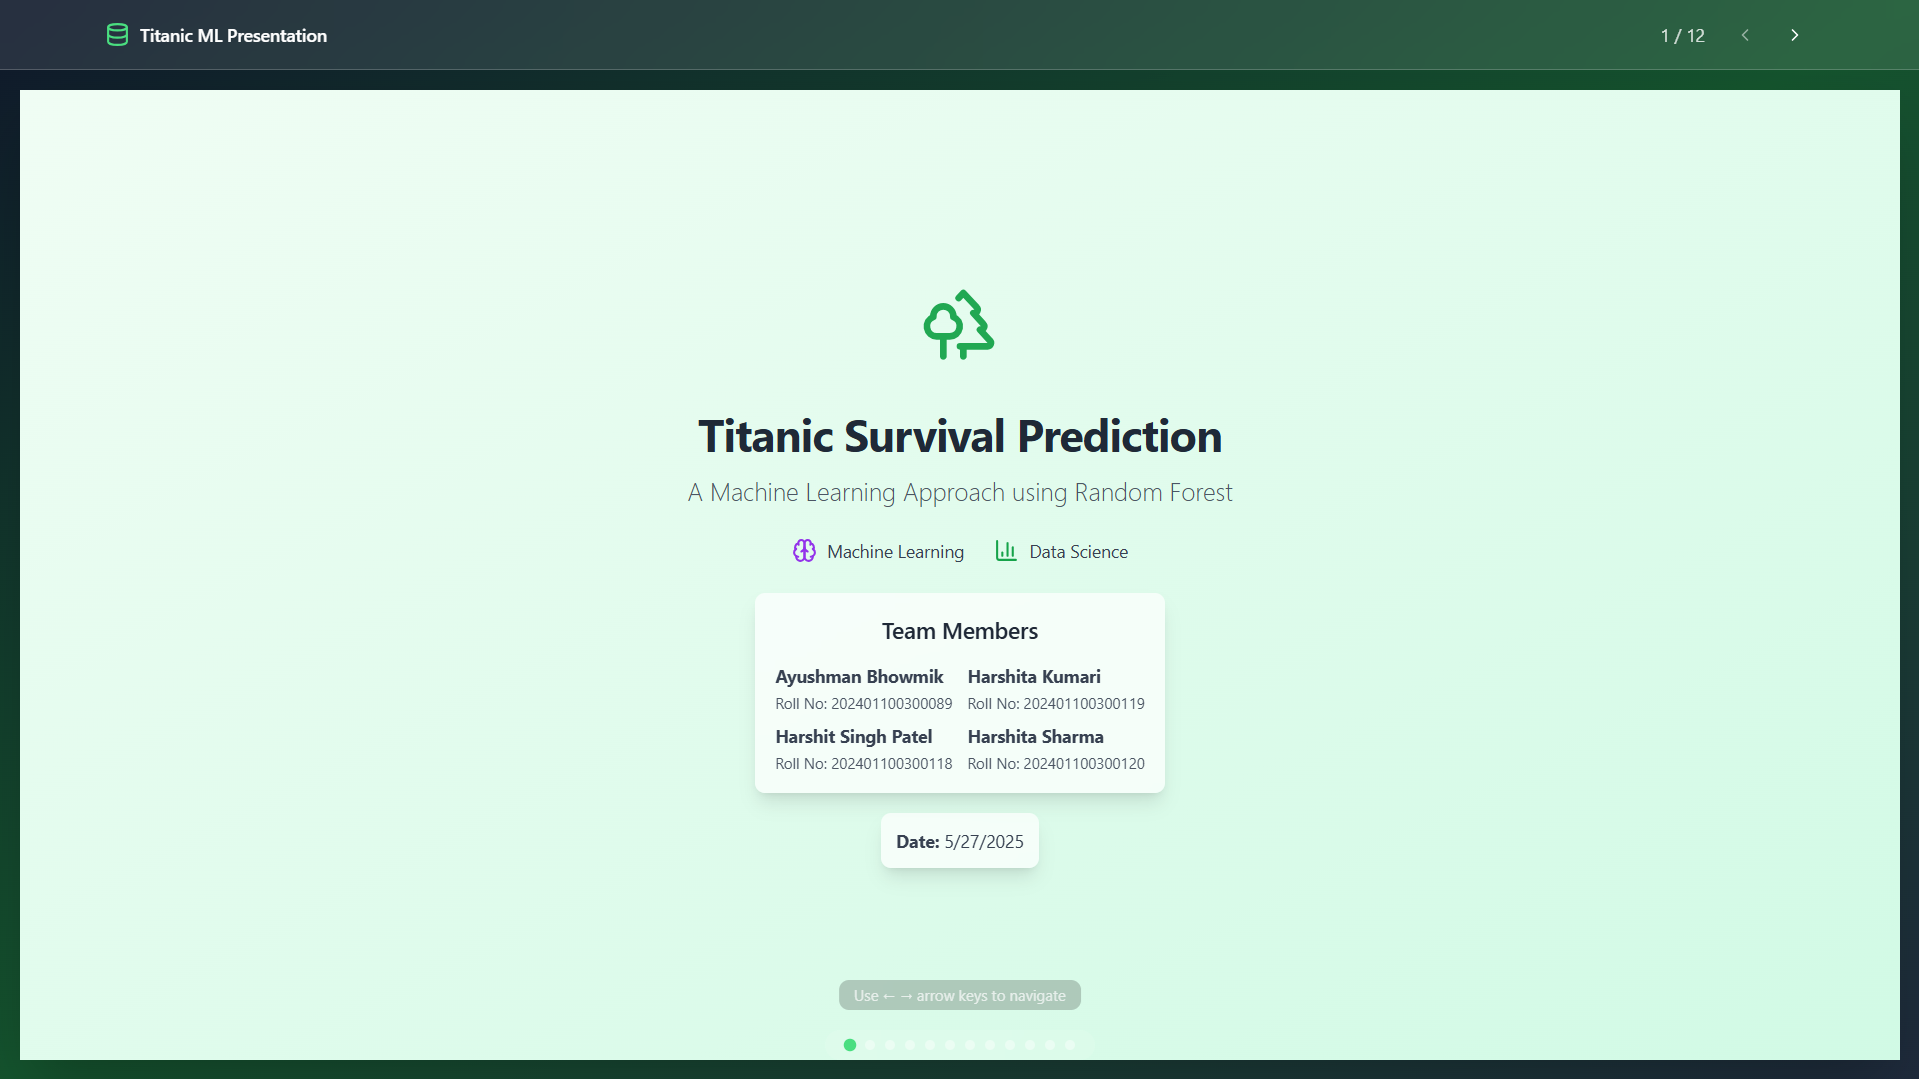 Titanic ML Presentation
1 / 12
Titanic Survival Prediction
A Machine Learning Approach using Random Forest
Machine Learning
Data Science
Team Members
Ayushman Bhowmik
Roll No: 202401100300089
Harshita Kumari
Roll No: 202401100300119
Harshit Singh Patel
Roll No: 202401100300118
Harshita Sharma
Roll No: 202401100300120
Date: 5/27/2025
Use ← → arrow keys to navigate